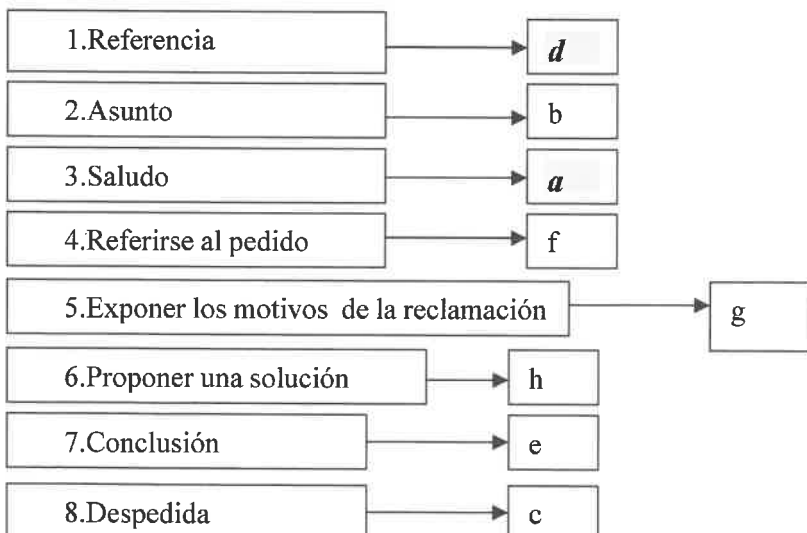 1.Referencia d
2.Asunto b
3.Saludo a
4.Referirse al pedido f
5.Exponer los motivos de la reclamación g
6.Proponer una solución h
7.Conclusión e
8.Despedida c